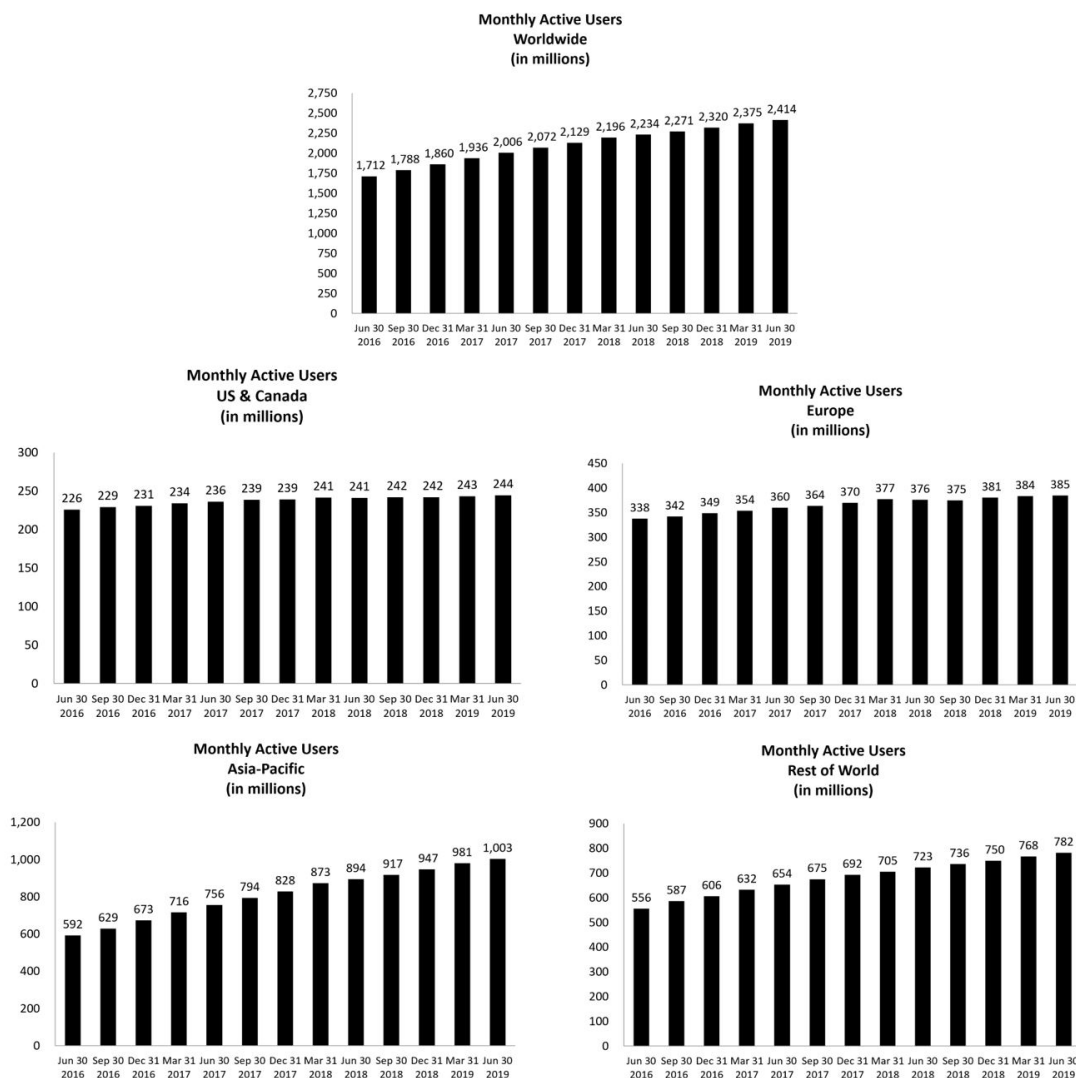 Monthly Active Users
Worldwide
(in millions)
2,750
2,500
2,250
2,000
1,750
1,500
1,250
1,000
750
500
250
0
1,712 1,788 1,860 1,936 2,006 2,072 2,129 2,196 2,234 2,271 2,320 2,375 2,414
Jun 30 Sep 30 Dec 31 Mar 31 Jun 30 Sep 30 Dec 31 Mar 31 Jun 30 Sep 30 Dec 31 Mar 31 Jun 30
2016 2016 2016 2017 2017 2017 2017 2018 2018 2018 2018 2019 2019
Monthly Active Users
US & Canada
(in millions)
300
250
200
150
100
50
0
226 229 231 234 236 239 239 241 241 242 242 243 244
Jun 30 Sep 30 Dec 31 Mar 31 Jun 30 Sep 30 Dec 31 Mar 31 Jun 30 Sep 30 Dec 31 Mar 31 Jun 30
2016 2016 2016 2017 2017 2017 2017 2018 2018 2018 2018 2019 2019
Monthly Active Users
Europe
(in millions)
450
400
350
300
250
200
150
100
50
0
338 342 349 354 360 364 370 377 376 375 381 384 385
Jun 30 Sep 30 Dec 31 Mar 31 Jun 30 Sep 30 Dec 31 Mar 31 Jun 30 Sep 30 Dec 31 Mar 31 Jun 30
2016 2016 2016 2017 2017 2017 2017 2018 2018 2018 2018 2019 2019
Monthly Active Users
Asia-Pacific
(in millions)
1,200
1,000
800
600
400
200
0
592 629 673 716 756 794 828 873 894 917 947 981 1,003
Jun 30 Sep 30 Dec 31 Mar 31 Jun 30 Sep 30 Dec 31 Mar 31 Jun 30 Sep 30 Dec 31 Mar 31 Jun 30
2016 2016 2016 2017 2017 2017 2017 2018 2018 2018 2018 2019 2019
Monthly Active Users
Rest of World
(in millions)
900
800
700
600
500
400
300
200
100
0
556 587 606 632 654 675 692 705 723 736 750 768 782
Jun 30 Sep 30 Dec 31 Mar 31 Jun 30 Sep 30 Dec 31 Mar 31 Jun 30 Sep 30 Dec 31 Mar 31 Jun 30
2016 2016 2016 2017 2017 2017 2017 2018 2018 2018 2018 2019 2019